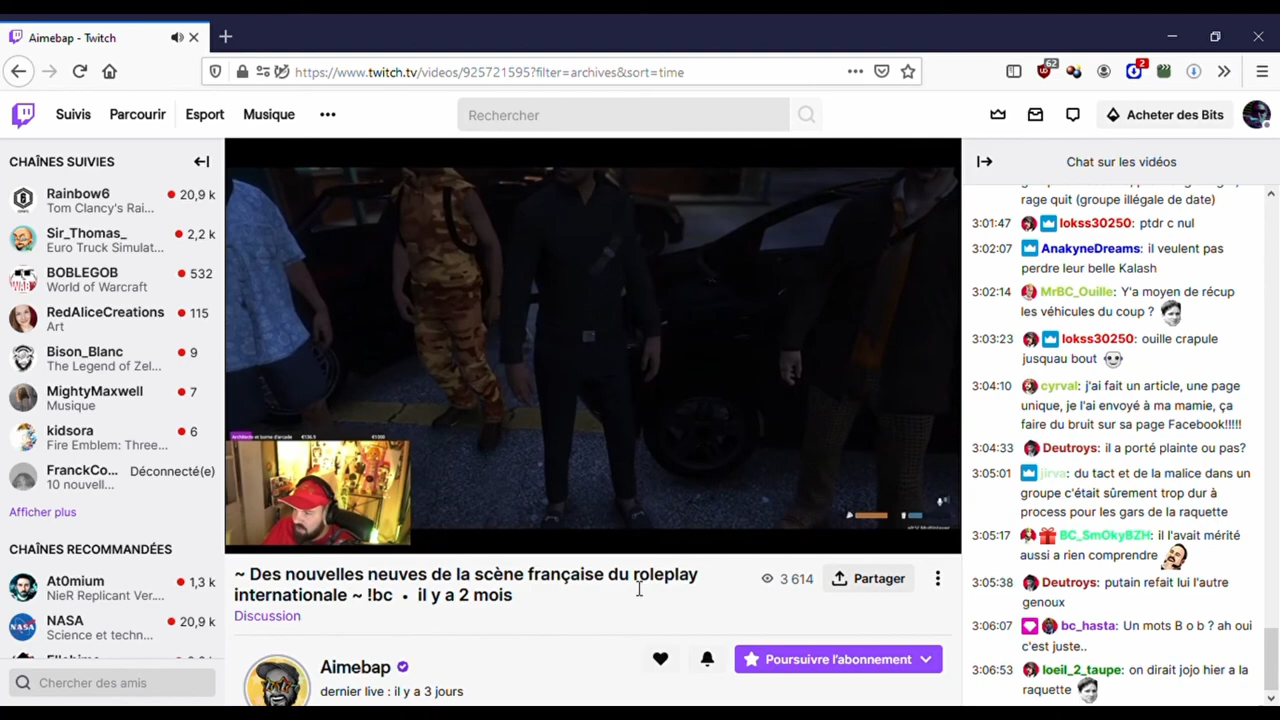 Aimebap - Twitch
https://www.twitch.tv/videos/925721595?filter=archives&sort=time
62
2
Suivis
Parcourir
Esport
Musique
Rechercher
Acheter des Bits
CHAÎNES SUIVIES
Rainbow6
20,9 k
Tom Clancy's Rai...
Sir_Thomas_
2,2 k
Euro Truck Simulat...
BOBLEGOB
532
World of Warcraft
RedAliceCreations
115
Art
Bison_Blanc
9
The Legend of Zel...
MightyMaxwell
7
Musique
kidsora
6
Fire Emblem: Three...
FranckCo...
Déconnecté(e)
10 nouvell...
Afficher plus
CHAÎNES RECOMMANDÉES
At0mium
1,3 k
NieR Replicant Ver...
NASA
20,9 k
Science et techn...
Chercher des amis
~ Des nouvelles neuves de la scène française du roleplay
internationale ~ !bc • il y a 2 mois
Discussion
3 614
Partager
Aimebap
dernier live : il y a 3 jours
Poursuivre l'abonnement
Chat sur les vidéos
rage quit (groupe illégale de date)
3:01:47 lokss30250: ptdr c nul
3:02:07 AnakyneDreams: il veulent pas
perdre leur belle Kalash
3:02:14 MrBC_Ouille: Y'a moyen de récup
les véhicules du coup ?
3:03:23 lokss30250: ouille crapule
jusquau bout
3:04:10 cyrval: j'ai fait un article, une page
unique, je l'ai envoyé à ma mamie, ça
faire du bruit sur sa page Facebook!!!!!
3:04:33 Deutroys: il a porté plainte ou pas?
3:05:01 jirva: du tact et de la malice dans un
groupe c'était sûrement trop dur à
process pour les gars de la raquette
3:05:17 BC_SmOkyBZH: il l'avait mérité
aussi a rien comprendre
3:05:38 Deutroys: putain refait lui l'autre
genoux
3:06:07 bc_hasta: Un mots B o b ? ah oui
c'est juste..
3:06:53 loeil_2_taupe: on dirait jojo hier a la
raquette